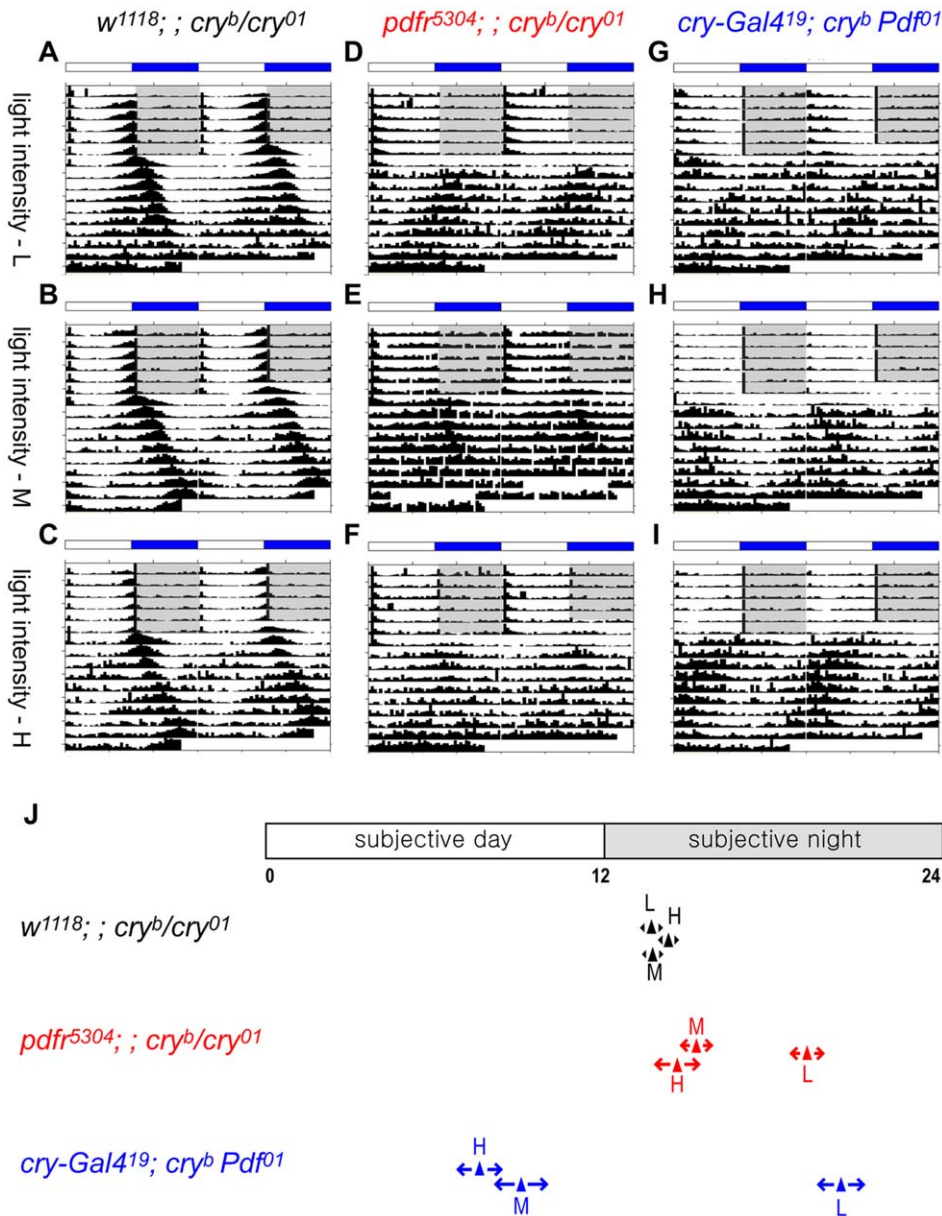 w¹¹¹⁸; ; cryᵇ/cry⁰¹
pdfr⁵³⁰⁴; ; cryᵇ/cry⁰¹
cry-Gal4¹⁹; cryᵇ Pdf⁰¹
A
D
G
light intensity - L
B
E
H
light intensity - M
C
F
I
light intensity - H
J
subjective day
subjective night
0
12
24
w¹¹¹⁸; ; cryᵇ/cry⁰¹
L
H
M
pdfr⁵³⁰⁴; ; cryᵇ/cry⁰¹
M
H
L
cry-Gal4¹⁹; cryᵇ Pdf⁰¹
H
M
L